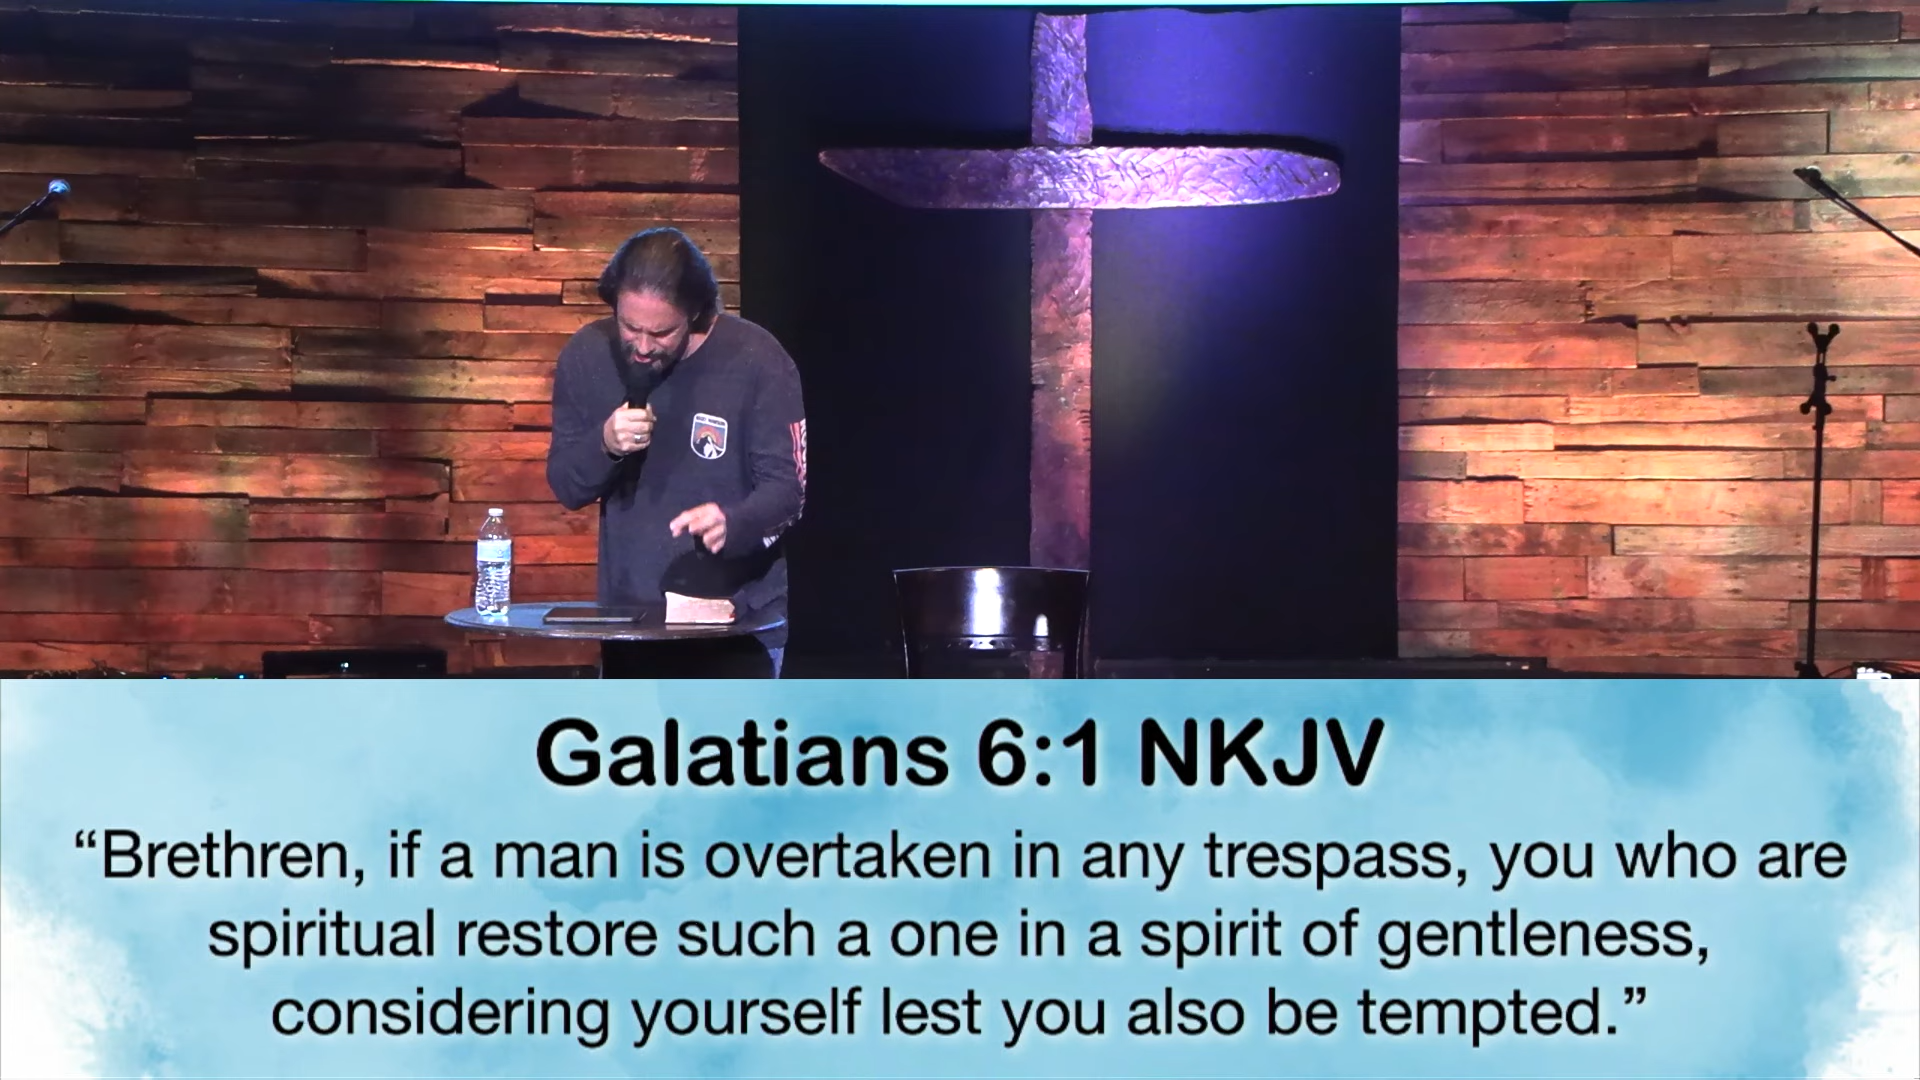 Galatians 6:1 NKJV
“Brethren, if a man is overtaken in any trespass, you who are
spiritual restore such a one in a spirit of gentleness,
considering yourself lest you also be tempted.”